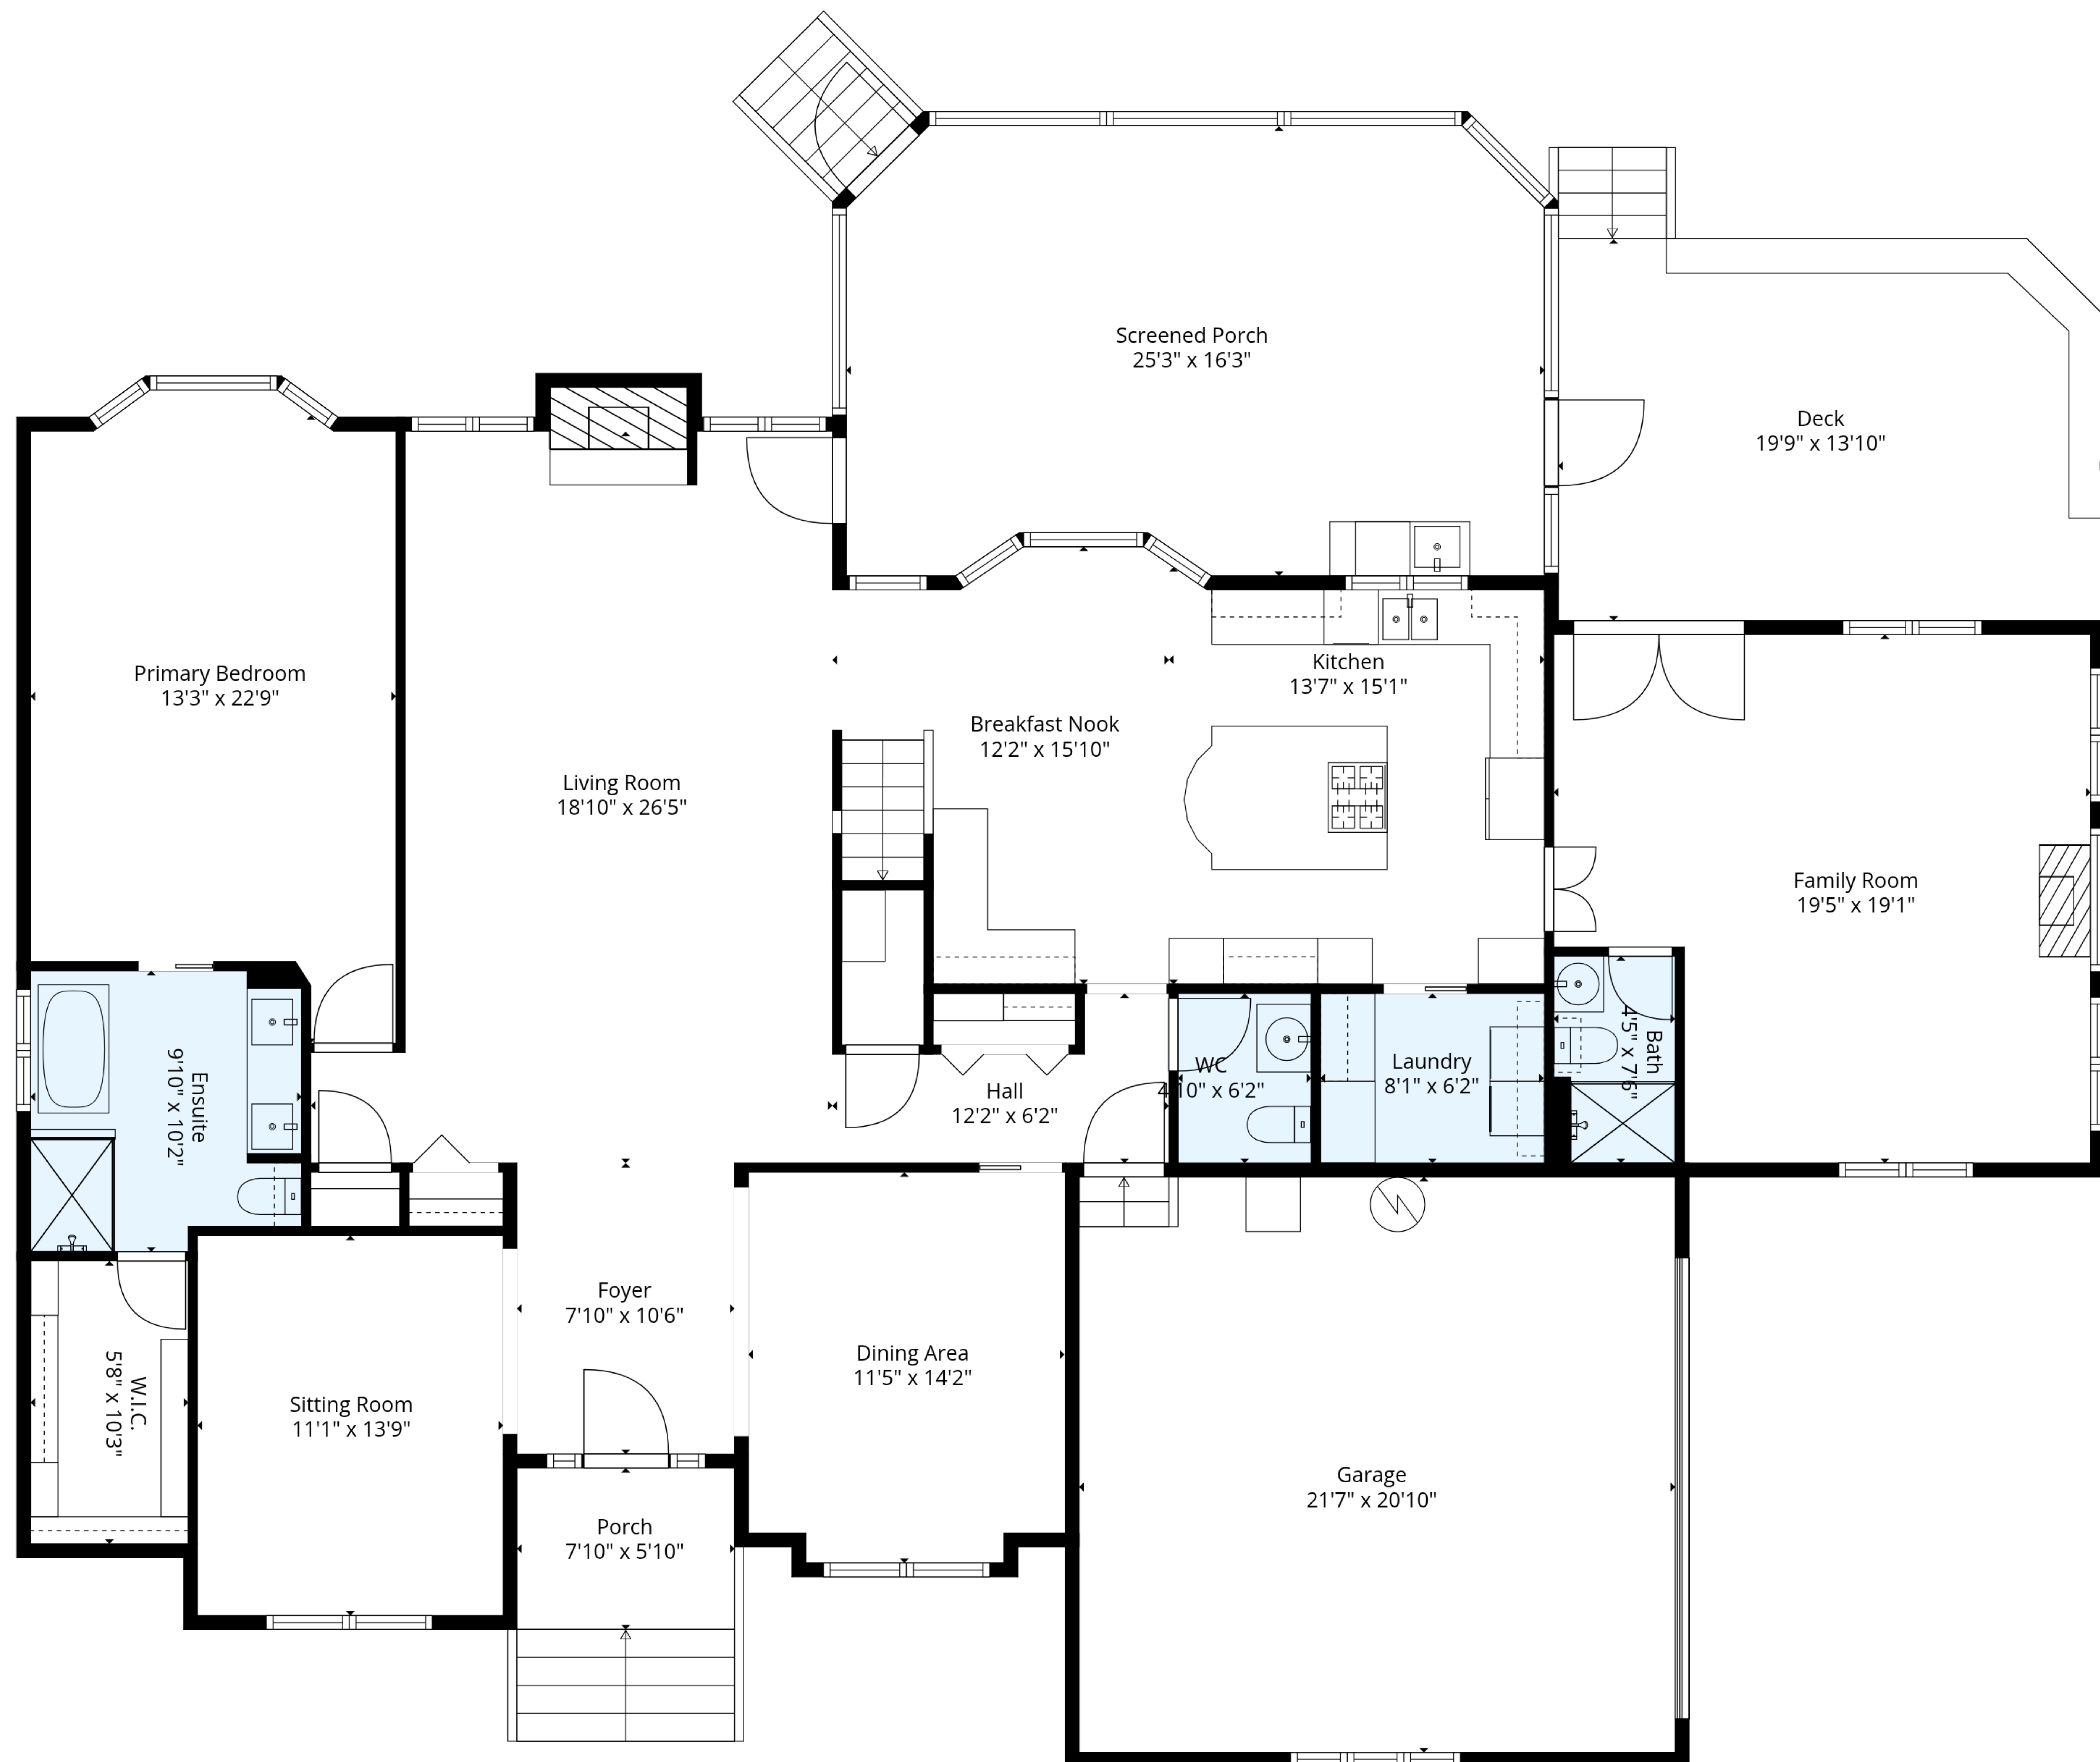 Screened Porch
25'3" x 16'3"
Deck
19'9" x 13'10"
Primary Bedroom
13'3" x 22'9"
Kitchen
13'7" x 15'1"
Breakfast Nook
12'2" x 15'10"
Living Room
18'10" x 26'5"
Family Room
19'5" x 19'1"
Ensuite
9'10" x 10'2"
Hall
12'2" x 6'2"
WC
4'10" x 6'2"
Laundry
8'1" x 6'2"
Bath
4'5" x 7'6"
Foyer
7'10" x 10'6"
Dining Area
11'5" x 14'2"
W.I.C.
5'8" x 10'3"
Sitting Room
11'1" x 13'9"
Garage
21'7" x 20'10"
Porch
7'10" x 5'10"